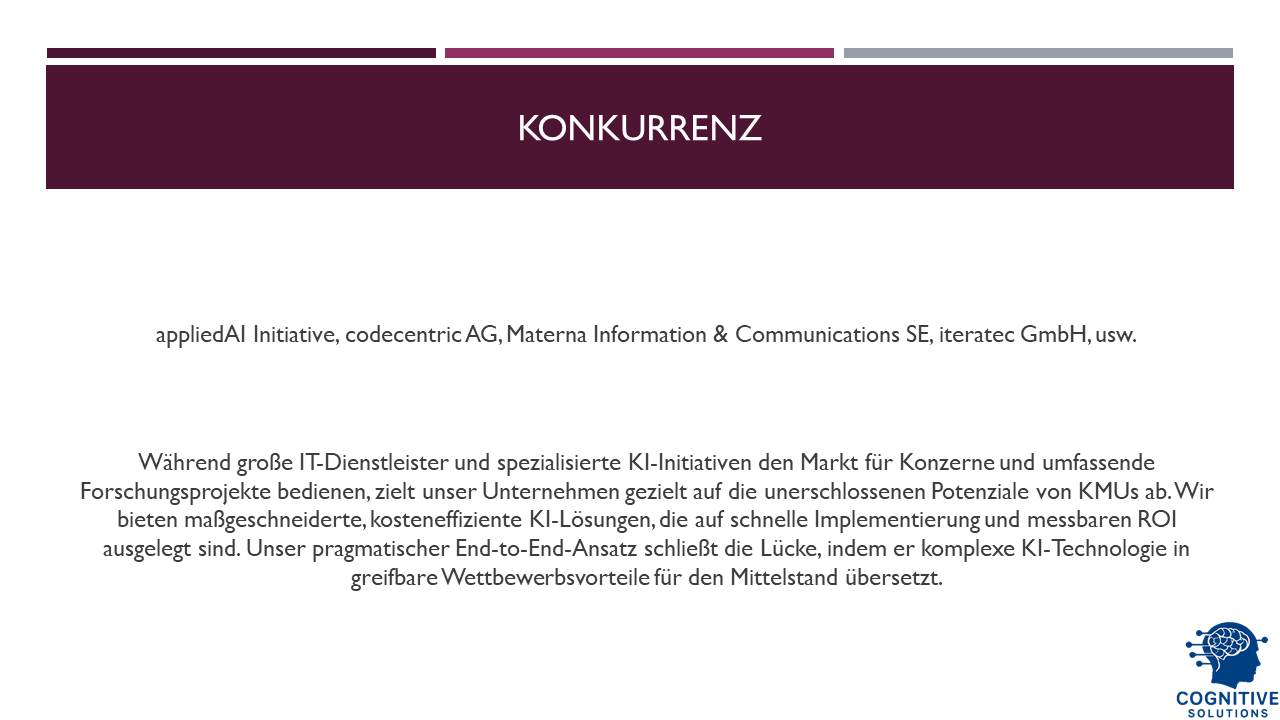 KONKURRENZ
appliedAI Initiative, codecentric AG, Materna Information & Communications SE, iteratec GmbH, usw.
Während große IT-Dienstleister und spezialisierte KI-Initiativen den Markt für Konzerne und umfassende
Forschungsprojekte bedienen, zielt unser Unternehmen gezielt auf die unerschlossenen Potenziale von KMUs ab. Wir
bieten maßgeschneiderte, kosteneffiziente KI-Lösungen, die auf schnelle Implementierung und messbaren ROI
ausgelegt sind. Unser pragmatischer End-to-End-Ansatz schließt die Lücke, indem er komplexe KI-Technologie in
greifbare Wettbewerbsvorteile für den Mittelstand übersetzt.
COGNITIVE
SOLUTIONS